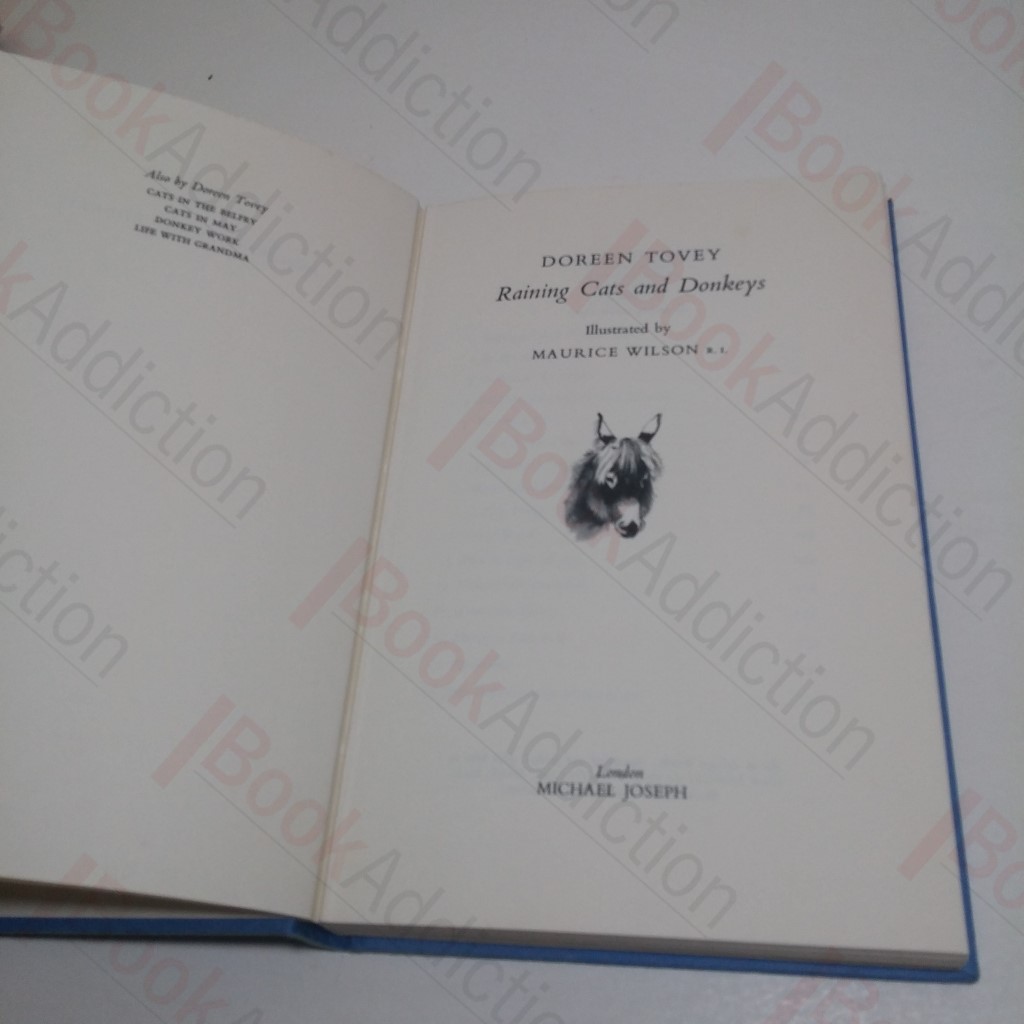 Also by Doreen Tovey
CATS IN THE BELFRY
CATS IN MAY
DONKEY WORK
LIFE WITH GRANDMA
DOREEN TOVEY
Raining Cats and Donkeys
Illustrated by
MAURICE WILSON R.I.
London
MICHAEL JOSEPH
BookAddiction